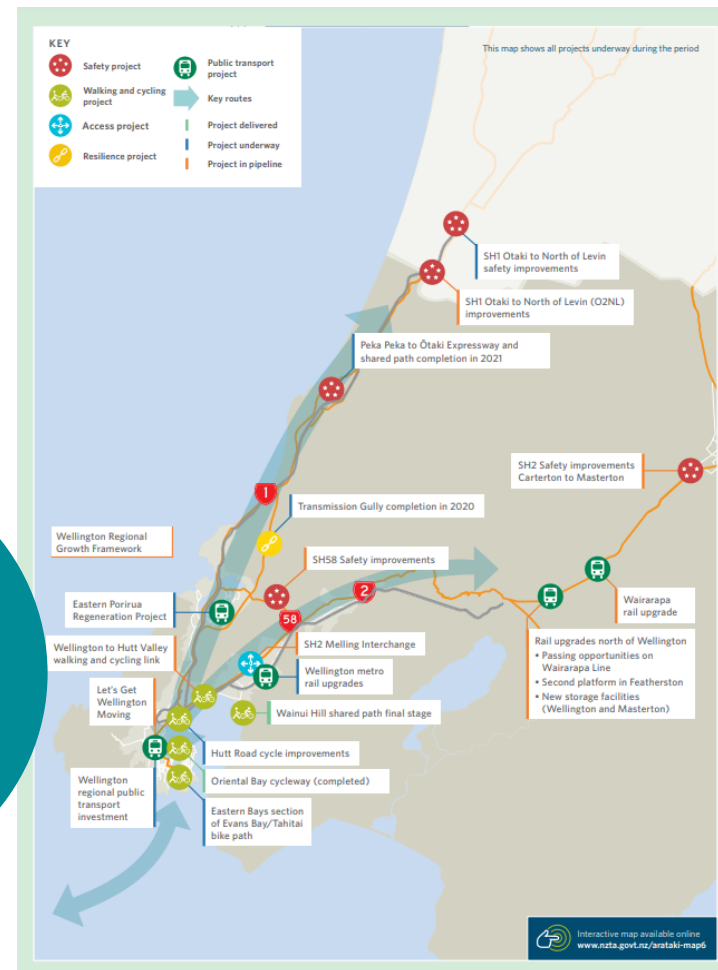 KEY
Safety project
Walking and cycling
project
Access project
Resilience project
Public transport
project
Key routes
Project delivered
Project underway
Project in pipeline
This map shows all projects underway during the period
SH1 Otaki to North of Levin
safety improvements
SH1 Otaki to North of Levin (O2NL)
improvements
Peka Peka to Ōtaki Expressway and
shared path completion in 2021
SH2 Safety improvements
Carterton to Masterton
1
Transmission Gully completion in 2020
Wellington Regional
Growth Framework
SH58 Safety improvements
2
Eastern Porirua
Regeneration Project
58
Wairarapa
rail upgrade
Wellington to Hutt Valley
walking and cycling link
SH2 Melling Interchange
Rail upgrades north of Wellington
• Passing opportunities on
Wairarapa Line
• Second platform in Featherston
• New storage facilities
(Wellington and Masterton)
Wellington metro
rail upgrades
Let's Get
Wellington
Moving
Wainui Hill shared path final stage
Hutt Road cycle improvements
Oriental Bay cycleway (completed)
Wellington
regional public
transport
investment
Eastern Bays section
of Evans Bay/Tahitai
bike path
Interactive map available online
www.nzta.govt.nz/arataki-map6